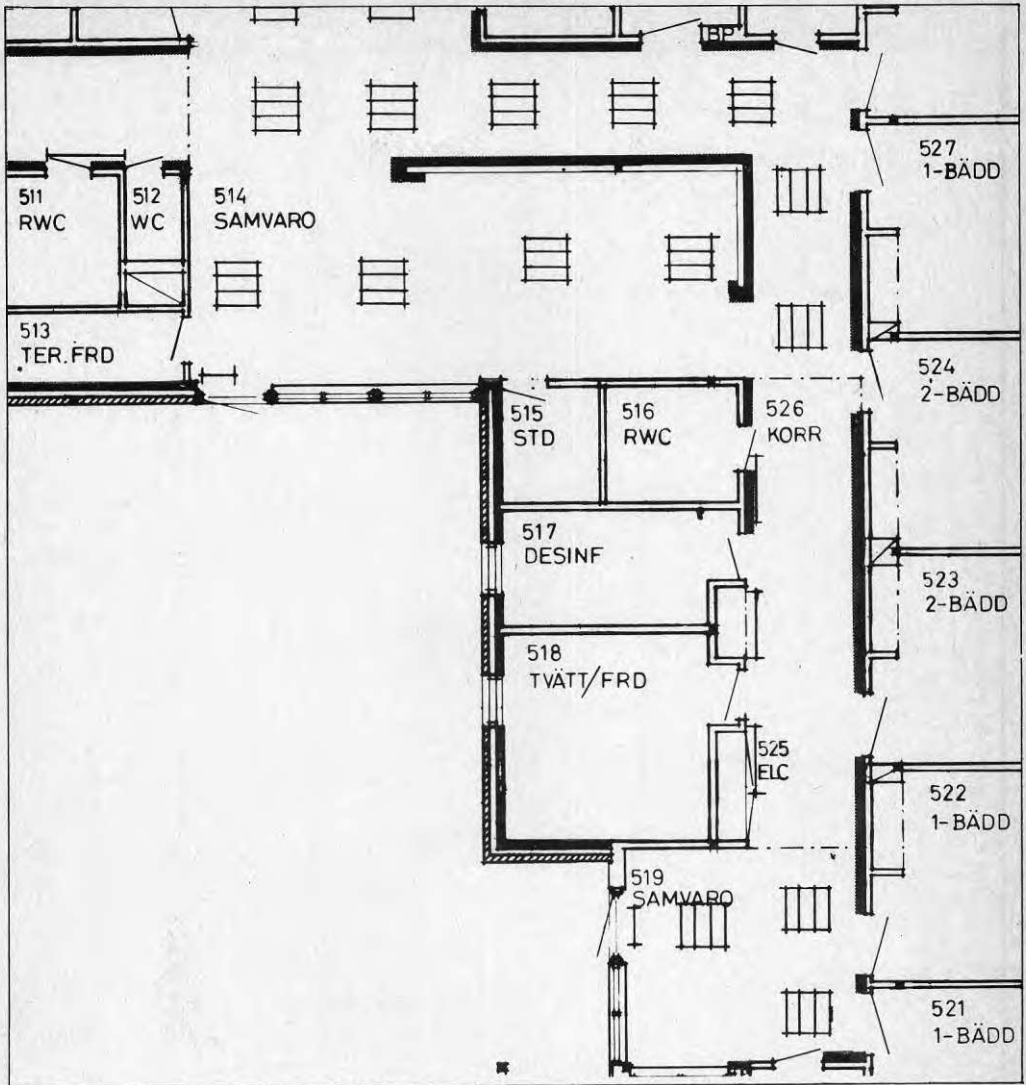 BP
527
1-BÄDD
511
RWC
512
WC
514
SAMVARO
513
TER.FRD
524
2-BÄDD
515
STD
516
RWC
526
KORR
517
DESINF
523
2-BÄDD
518
TVÄTT/FRD
525
ELC
522
1-BÄDD
519
SAMVARO
521
1-BÄDD